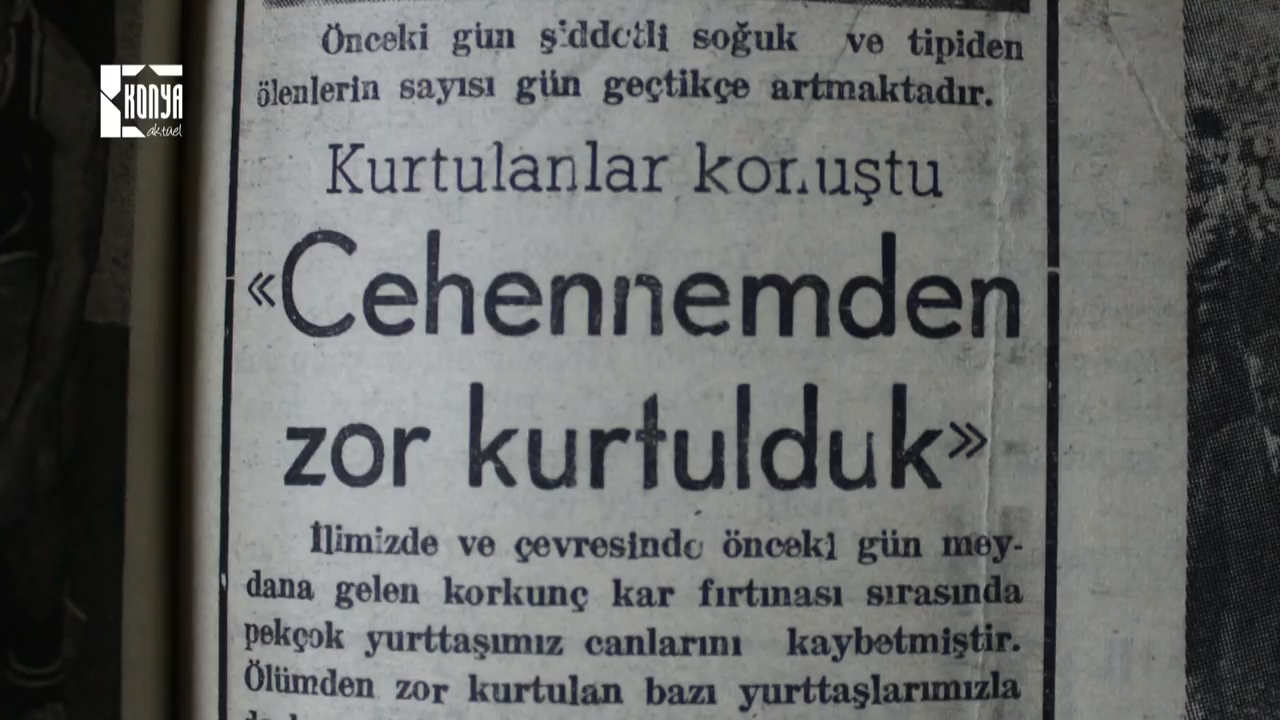 KONYA
aktüel
Önceki gün şiddetli soğuk ve tipiden
ölenlerin sayısı gün geçtikçe artmaktadır.
Kurtulanlar konuştu
«Cehennemden
zor kurtulduk»
İlimizde ve çevresinde önceki gün mey-
dana gelen korkunç kar fırtınası sırasında
pekçok yurttaşımız canlarını kaybetmiştir.
Ölümden zor kurtulan bazı yurttaşlarımızla